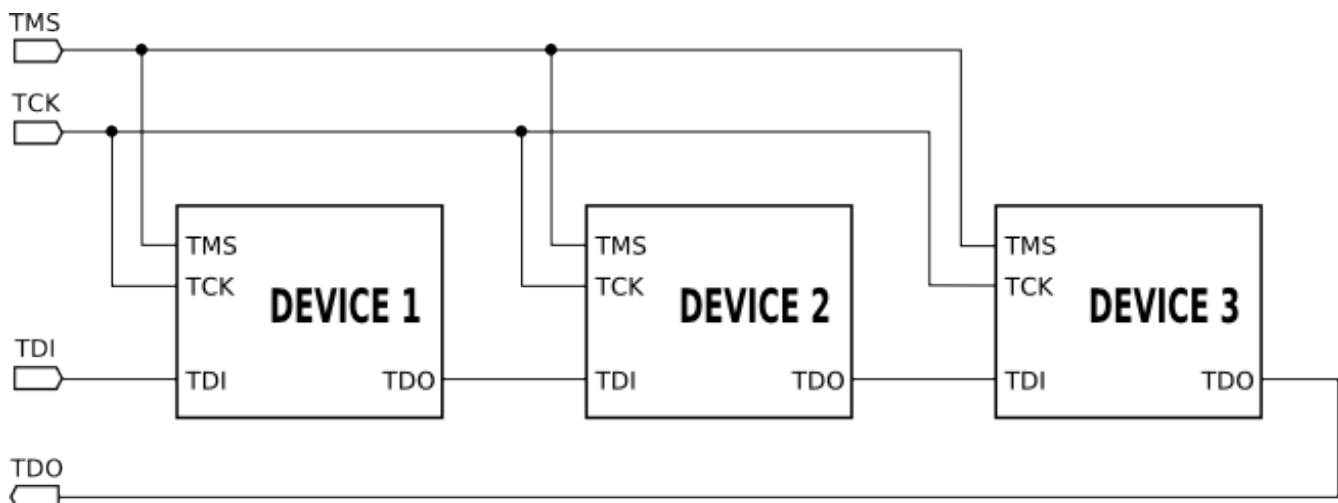 TMS
TCK
TMS
TCK
DEVICE 1
TDI
TDO
TMS
TCK
DEVICE 2
TDI
TDO
TMS
TCK
DEVICE 3
TDI
TDO
TDI
TDO